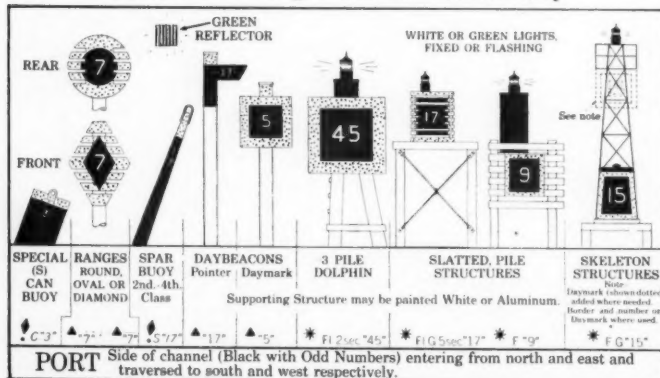 GREEN
REFLECTOR
WHITE OR GREEN LIGHTS,
FIXED OR FLASHING
REAR
7
17
5
45
17
9
See note
FRONT
7
15
SPECIAL
(S)
CAN
BUOY
RANGES
ROUND,
OVAL OR
DIAMOND
SPAR
BUOY
2nd.-4th.
Class
DAYBEACONS
Pointer Daymark
3 PILE
DOLPHIN
SLATTED, PILE
STRUCTURES
SKELETON
STRUCTURES
Note
Daymark (shown dotted)
added where needed.
Border and number on
Daymark where used.
Supporting Structure may be painted White or Aluminum.
C"3"
"7"
"7"
S"17"
"17"
"5"
Fl 2sec "45"
Fl G 5sec "17"
F "9"
F G "15"
PORT Side of channel (Black with Odd Numbers) entering from north and east and
traversed to south and west respectively.